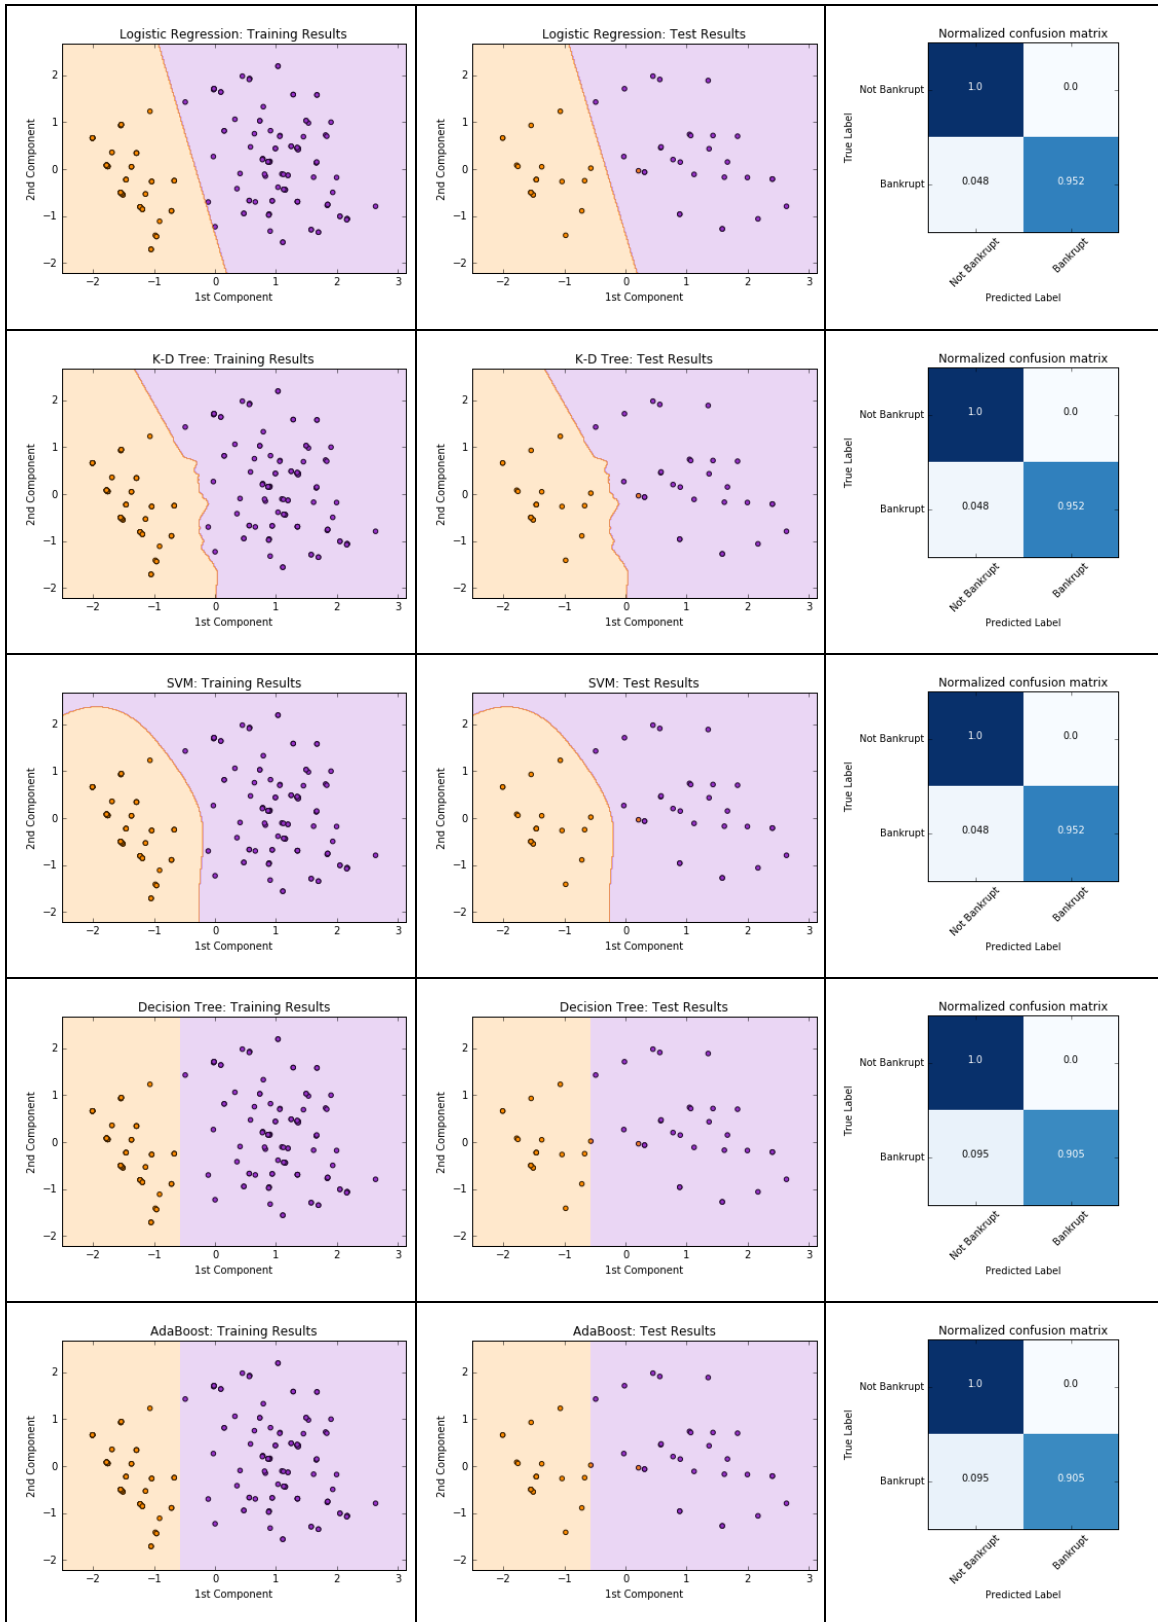 Logistic Regression: Training Results
2nd Component
2
1
0
−1
−2
−2 −1 0 1 2 3
1st Component
Logistic Regression: Test Results
2nd Component
2
1
0
−1
−2
−2 −1 0 1 2 3
1st Component
Normalized confusion matrix
True Label
Not Bankrupt 1.0 0.0
Bankrupt 0.048 0.952
Not Bankrupt Bankrupt
Predicted Label
K-D Tree: Training Results
2nd Component
2
1
0
−1
−2
−2 −1 0 1 2 3
1st Component
K-D Tree: Test Results
2nd Component
2
1
0
−1
−2
−2 −1 0 1 2 3
1st Component
Normalized confusion matrix
True Label
Not Bankrupt 1.0 0.0
Bankrupt 0.048 0.952
Not Bankrupt Bankrupt
Predicted Label
SVM: Training Results
2nd Component
2
1
0
−1
−2
−2 −1 0 1 2 3
1st Component
SVM: Test Results
2nd Component
2
1
0
−1
−2
−2 −1 0 1 2 3
1st Component
Normalized confusion matrix
True Label
Not Bankrupt 1.0 0.0
Bankrupt 0.048 0.952
Not Bankrupt Bankrupt
Predicted Label
Decision Tree: Training Results
2nd Component
2
1
0
−1
−2
−2 −1 0 1 2 3
1st Component
Decision Tree: Test Results
2nd Component
2
1
0
−1
−2
−2 −1 0 1 2 3
1st Component
Normalized confusion matrix
True Label
Not Bankrupt 1.0 0.0
Bankrupt 0.095 0.905
Not Bankrupt Bankrupt
Predicted Label
AdaBoost: Training Results
2nd Component
2
1
0
−1
−2
−2 −1 0 1 2 3
1st Component
AdaBoost: Test Results
2nd Component
2
1
0
−1
−2
−2 −1 0 1 2 3
1st Component
Normalized confusion matrix
True Label
Not Bankrupt 1.0 0.0
Bankrupt 0.095 0.905
Not Bankrupt Bankrupt
Predicted Label